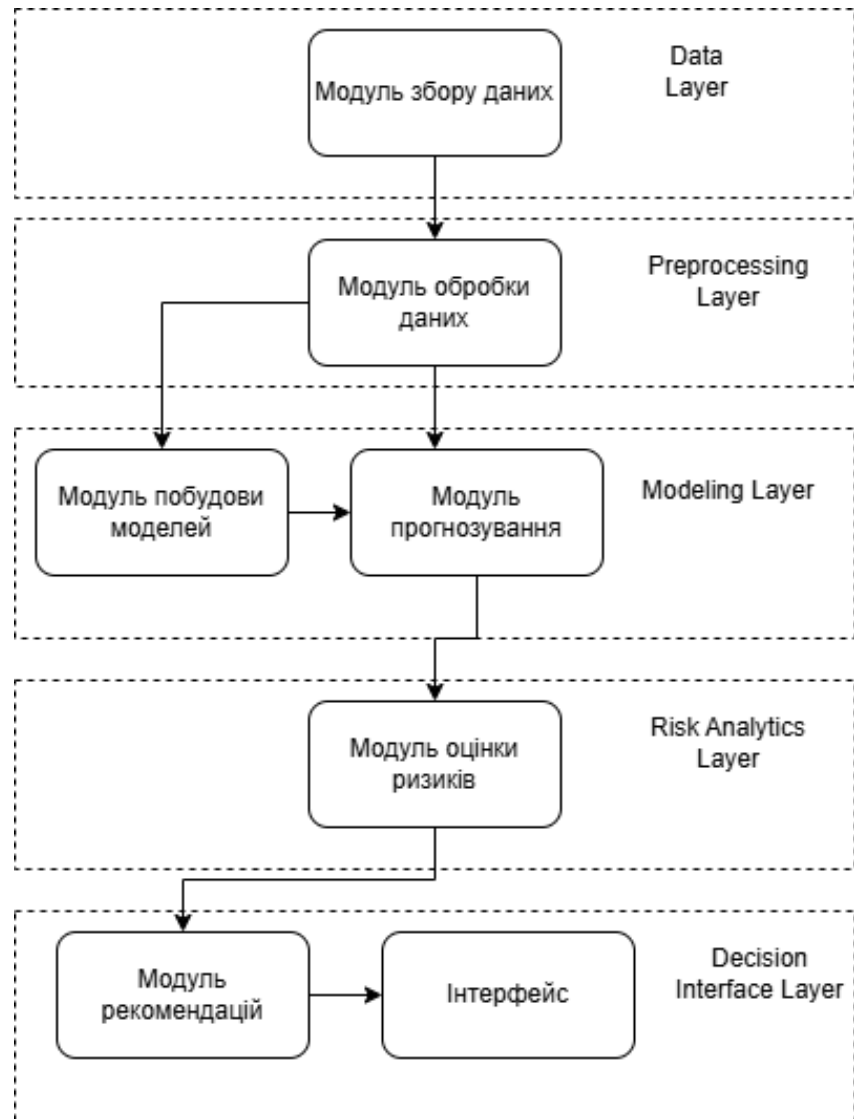 Модуль збору даних
Data
Layer
Модуль обробки
даних
Preprocessing
Layer
Модуль побудови
моделей
Модуль
прогнозування
Modeling Layer
Модуль оцінки
ризиків
Risk Analytics
Layer
Модуль
рекомендацій
Інтерфейс
Decision
Interface Layer